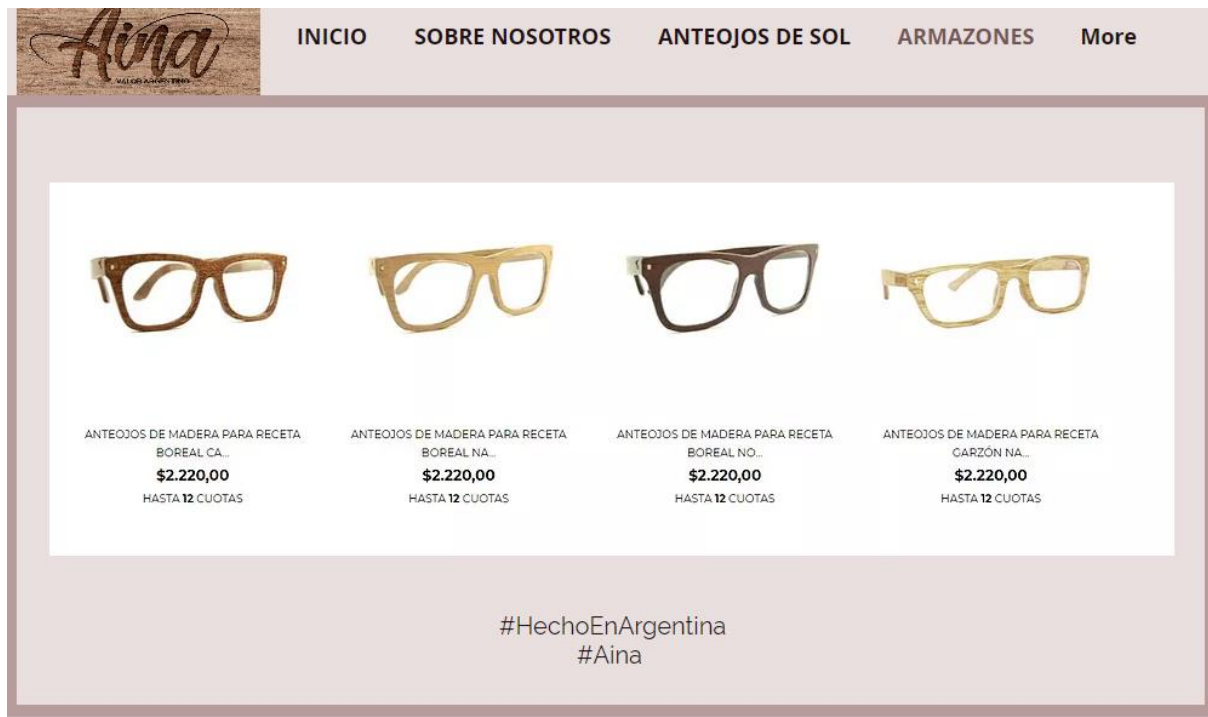 Aina
VALOR ARGENTINO
INICIO SOBRE NOSOTROS ANTEOJOS DE SOL ARMAZONES More
ANTEOJOS DE MADERA PARA RECETA
BOREAL CA...
$2.220,00
HASTA 12 CUOTAS
ANTEOJOS DE MADERA PARA RECETA
BOREAL NA...
$2.220,00
HASTA 12 CUOTAS
ANTEOJOS DE MADERA PARA RECETA
BOREAL NO...
$2.220,00
HASTA 12 CUOTAS
ANTEOJOS DE MADERA PARA RECETA
GARZÓN NA...
$2.220,00
HASTA 12 CUOTAS
#HechoEnArgentina
#Aina